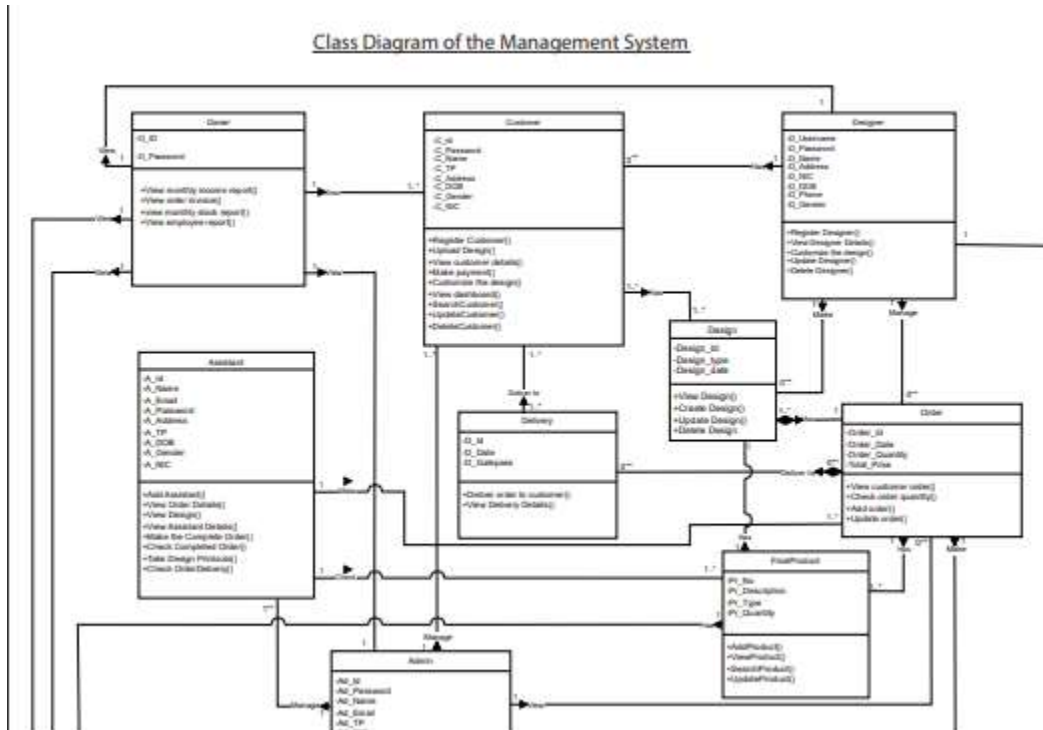 Class Diagram of the Management System
Owner
-O_ID
-O_Password
+View monthly income report()
+View order invoice()
+view monthly stock report()
+View employee report()
Customer
-C_id
-C_Password
-C_Name
-C_TP
-C_Address
-C_DOB
-C_Gender
-C_NIC
+Register Customer()
+Upload Design()
+View customer details()
+Make payment()
+Customize the design()
+View dashboard()
+SearchCustomer()
+UpdateCustomer()
+DeleteCustomer()
Designer
-D_Username
-D_Password
-D_Name
-D_Address
-D_NIC
-D_DOB
-D_Phone
-D_Gender
+Register Designer()
+View Designer Details()
+Customize the design()
+Update Designer()
+Delete Designer()
Make
Manage
Design
-Design_id
-Design_type
-Design_date
+View Design()
+Create Design()
+Update Design()
+Delete Design
Assistant
-A_Id
-A_Name
-A_Email
-A_Password
-A_Address
-A_TP
-A_DOB
-A_Gender
-A_NIC
+Add Assistant()
+View Order Details()
+View Design()
+View Assistant Details()
+Make the Complete Order()
+Check Completed Order()
+Take Design Printouts()
+Check OrderDelivery()
Deliver to
Delivery
-D_Id
-D_Date
+Deliver order to customer()
+View Delivery Details()
Order
-Order_id
-Order_Date
-Order_Quantity
-Total_Price
+View customer order()
+Check order quantity()
+Add order()
+Update order()
Has
Has
Make
FinalProduct
-Pr_No
-Pr_Description
-Pr_Type
-Pr_Quantity
+AddProduct()
+ViewProduct()
+SearchProduct()
+UpdateProduct()
Manage
Admin
-Ad_Id
-Ad_Password
-Ad_Name
-Ad_Email
-Ad_TP
Manage
View